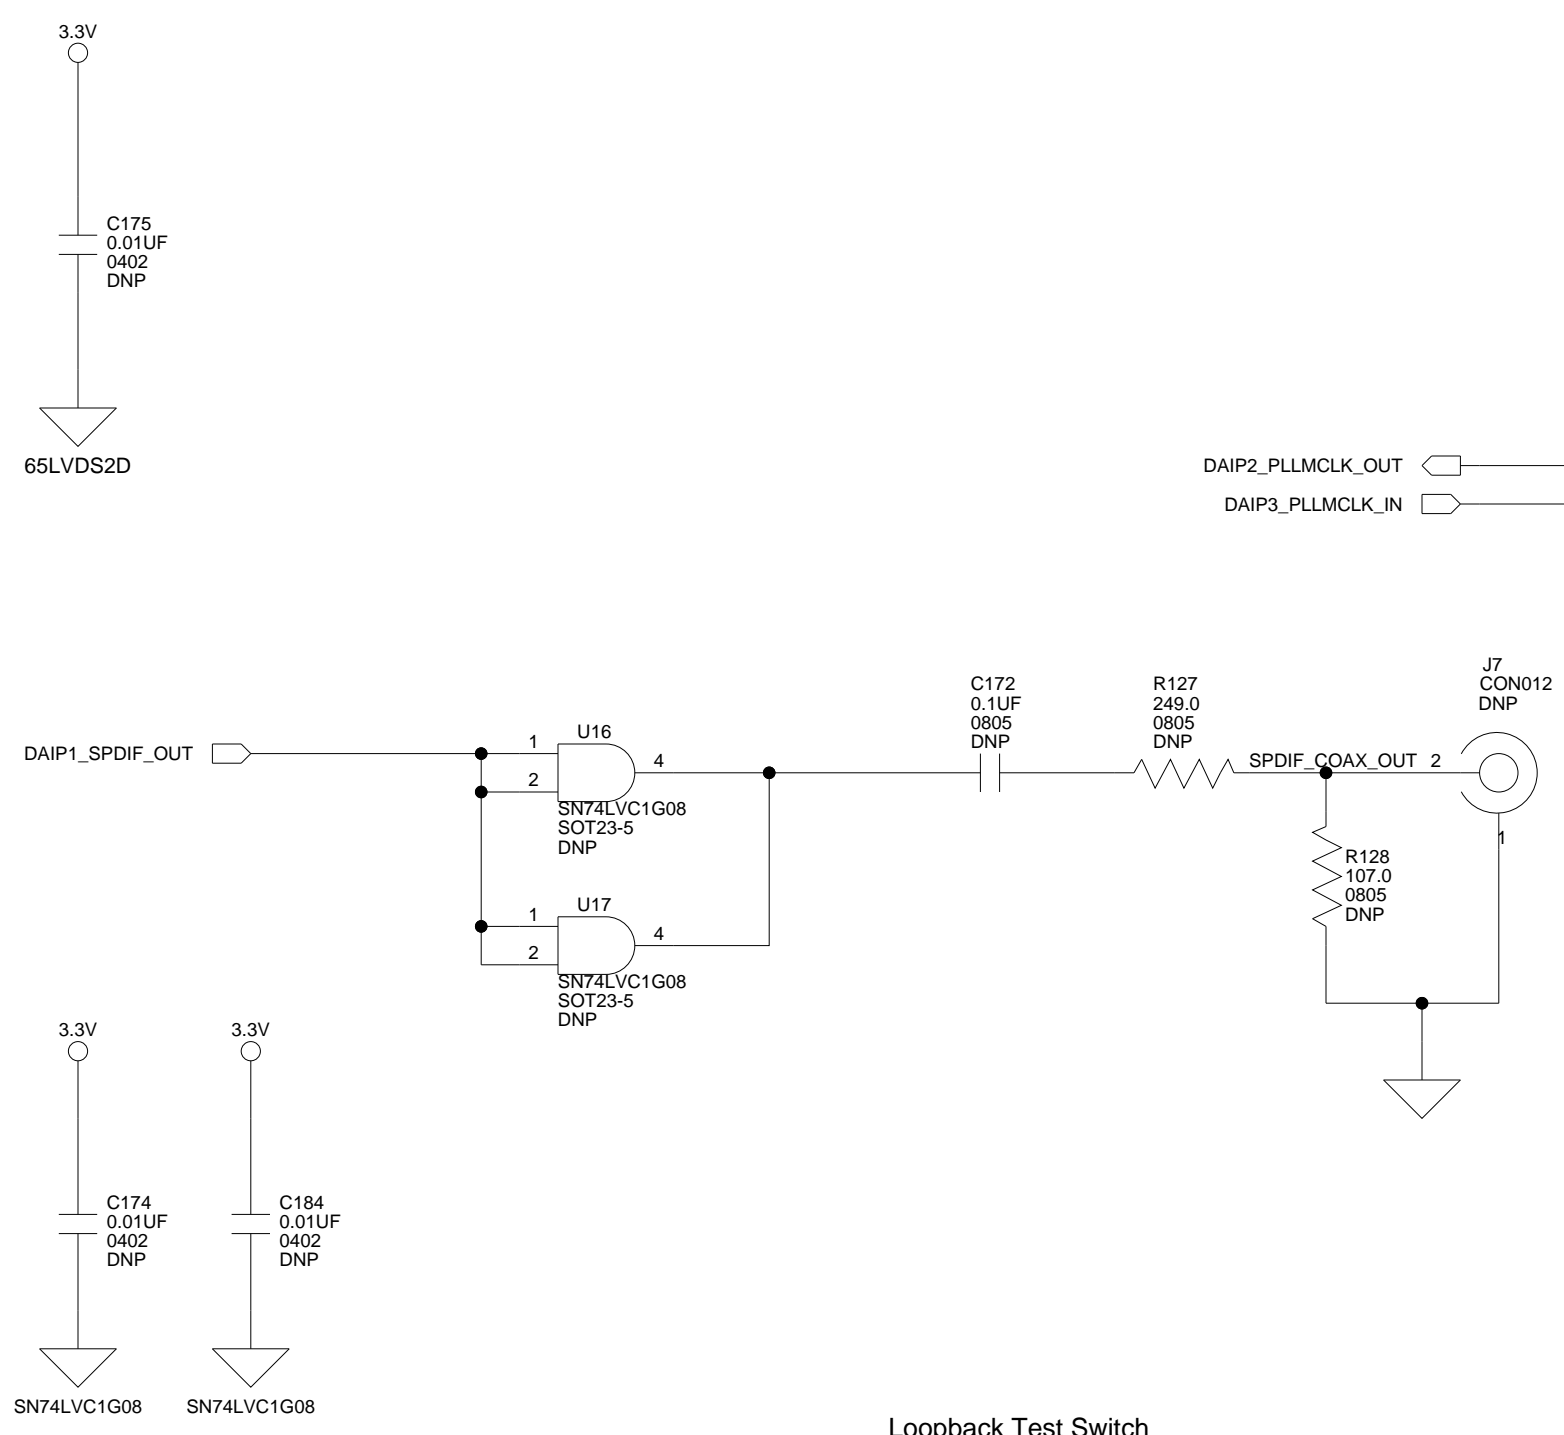 3.3V
C175
0.01UF
0402
DNP
65LVDS2D
DAIP2_PLLMCLK_OUT
DAIP3_PLLMCLK_IN
J7
CON012
DNP
C172
0.1UF
0805
DNP
R127
249.0
0805
DNP
DAIP1_SPDIF_OUT
U16
1
2
4
SN74LVC1G08
SOT23-5
DNP
SPDIF_COAX_OUT 2
1
R128
107.0
0805
DNP
U17
1
2
4
SN74LVC1G08
SOT23-5
DNP
3.3V
3.3V
C174
0.01UF
0402
DNP
C184
0.01UF
0402
DNP
SN74LVC1G08
SN74LVC1G08
Loopback Test Switch